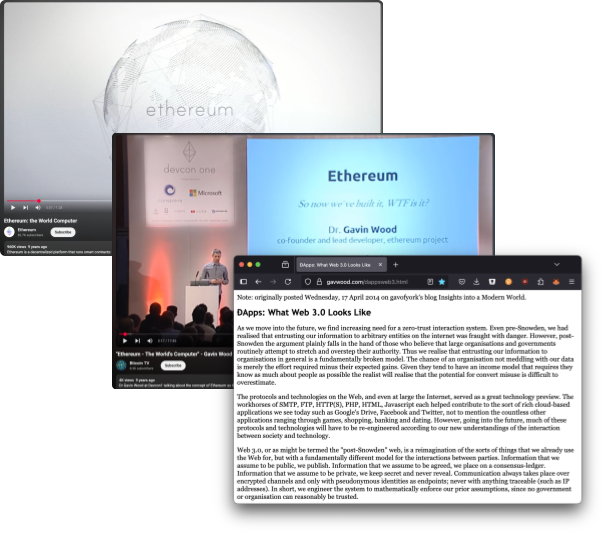 ethereum
Ethereum: the World Computer
Ethereum
Subscribe
560K views 9 years ago
Ethereum is a decentralized platform that runs smart contracts
devcon one
Microsoft
Ethereum
So now we've built it, WTF is it?
Dr. Gavin Wood
co-founder and lead developer, ethereum project
"Ethereum - The World's Computer" - Gavin Wood
Bitcoin TV
Subscribe
9 years ago
DApps: What Web 3.0 Looks Like
gavwood.com/dappsweb3.html
Note: originally posted Wednesday, 17 April 2014 on gavofyork's blog Insights into a Modern World.
DApps: What Web 3.0 Looks Like
As we move into the future, we find increasing need for a zero-trust interaction system. Even pre-Snowden, we had
realised that entrusting our information to arbitrary entities on the internet was fraught with danger. However, post-
Snowden the argument plainly falls in the hand of those who believe that large organisations and governments
routinely attempt to stretch and overstep their authority. Thus we realise that entrusting our information to
organisations in general is a fundamentally broken model. The chance of an organisation not meddling with our data
is merely the effort required minus their expected gains. Given they tend to have an income model that requires they
know as much about people as possible the realist will realise that the potential for convert misuse is difficult to
overestimate.
The protocols and technologies on the Web, and even at large the Internet, served as a great technology preview. The
workhorses of SMTP, FTP, HTTP(S), PHP, HTML, Javascript each helped contribute to the sort of rich cloud-based
applications we see today such as Google's Drive, Facebook and Twitter, not to mention the countless other
applications ranging through games, shopping, banking and dating. However, going into the future, much of these
protocols and technologies will have to be re-engineered according to our new understandings of the interaction
between society and technology.
Web 3.0, or as might be termed the "post-Snowden" web, is a reimagination of the sorts of things that we already use
the Web for, but with a fundamentally different model for the interactions between parties. Information that we
assume to be public, we publish. Information that we assume to be agreed, we place on a consensus-ledger.
Information that we assume to be private, we keep secret and never reveal. Communication always takes place over
encrypted channels and only with pseudonymous identities as endpoints; never with anything traceable (such as IP
addresses). In short, we engineer the system to mathematically enforce our prior assumptions, since no government
or organisation can reasonably be trusted.